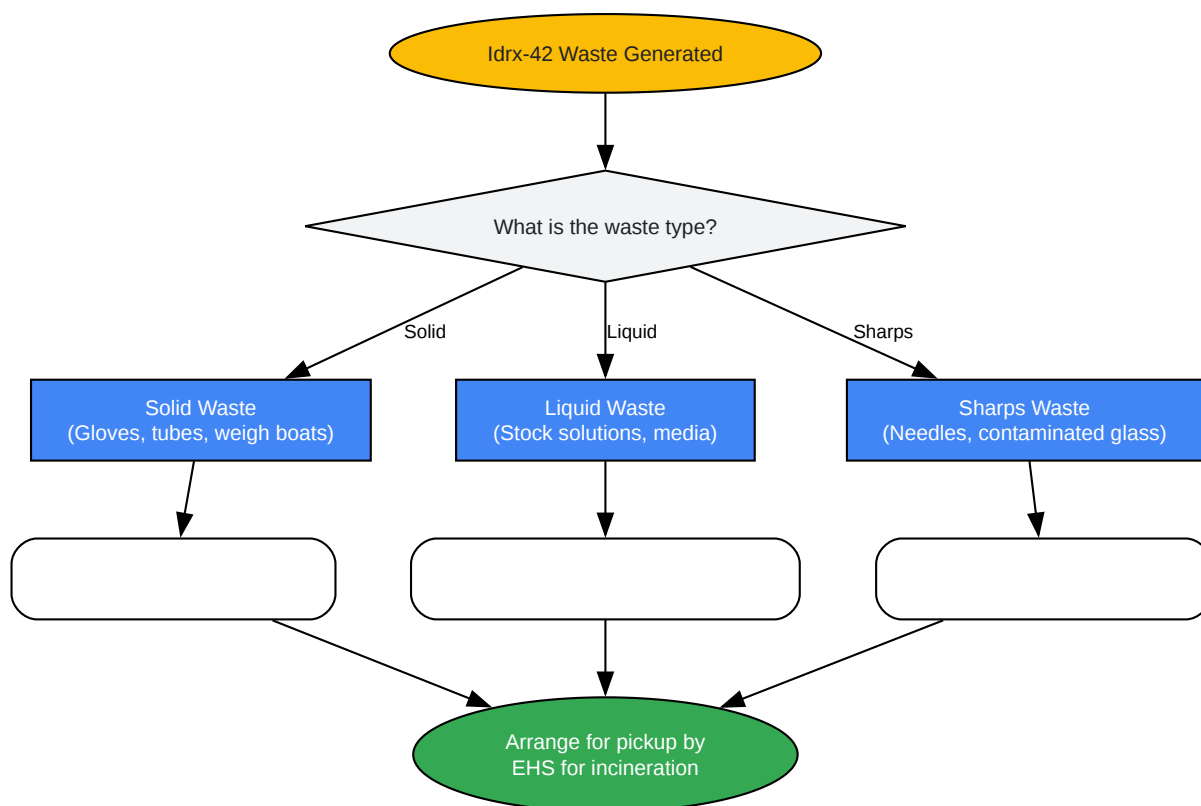 Idrx-42 Waste Generated
What is the waste type?
Solid
Liquid
Sharps
Solid Waste
(Gloves, tubes, weigh boats)
Liquid Waste
(Stock solutions, media)
Sharps Waste
(Needles, contaminated glass)
Arrange for pickup by
EHS for incineration